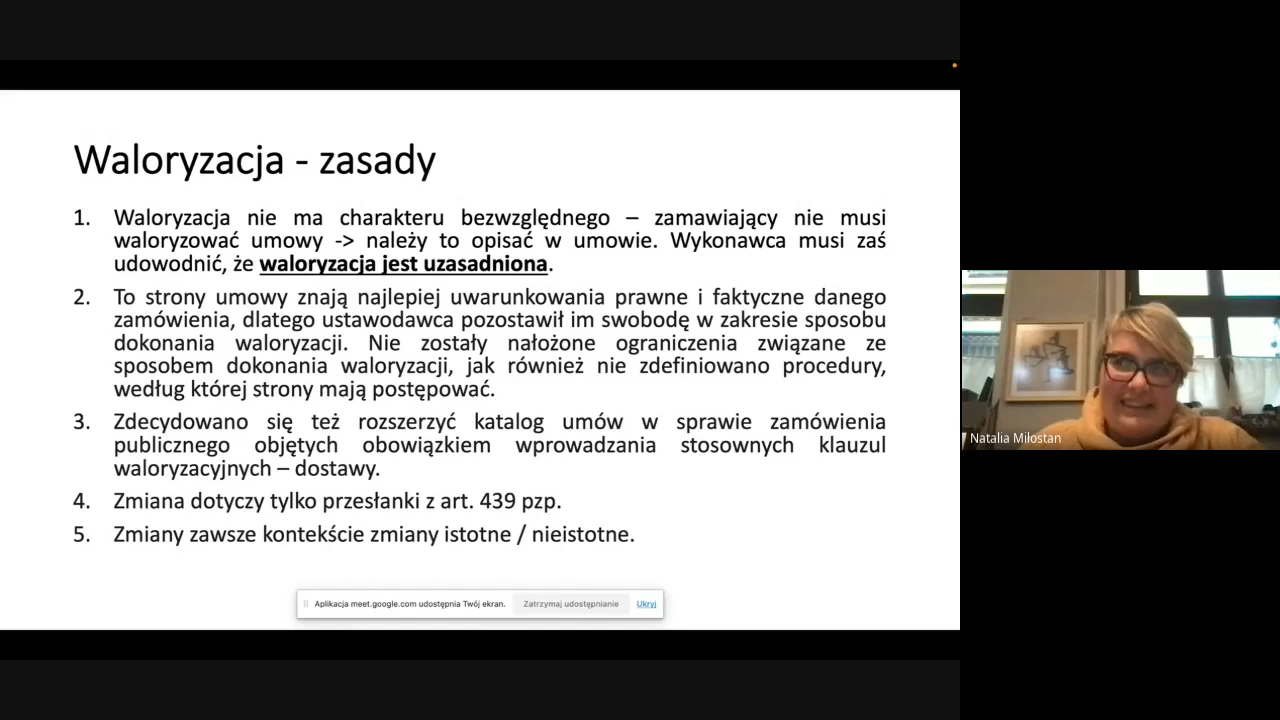 Waloryzacja - zasady
1. Waloryzacja nie ma charakteru bezwzględnego – zamawiający nie musi
waloryzować umowy -> należy to opisać w umowie. Wykonawca musi zaś
udowodnić, że waloryzacja jest uzasadniona.
2. To strony umowy znają najlepiej uwarunkowania prawne i faktyczne danego
zamówienia, dlatego ustawodawca pozostawił im swobodę w zakresie sposobu
dokonania waloryzacji. Nie zostały nałożone ograniczenia związane ze
sposobem dokonania waloryzacji, jak również nie zdefiniowano procedury,
według której strony mają postępować.
3. Zdecydowano się też rozszerzyć katalog umów w sprawie zamówienia
publicznego objętych obowiązkiem wprowadzania stosownych klauzul
waloryzacyjnych – dostawy.
4. Zmiana dotyczy tylko przesłanki z art. 439 pzp.
5. Zmiany zawsze kontekście zmiany istotne / nieistotne.
Aplikacja meet.google.com udostępnia Twój ekran. Zatrzymaj udostępnianie Ukryj
Natalia Miłostan